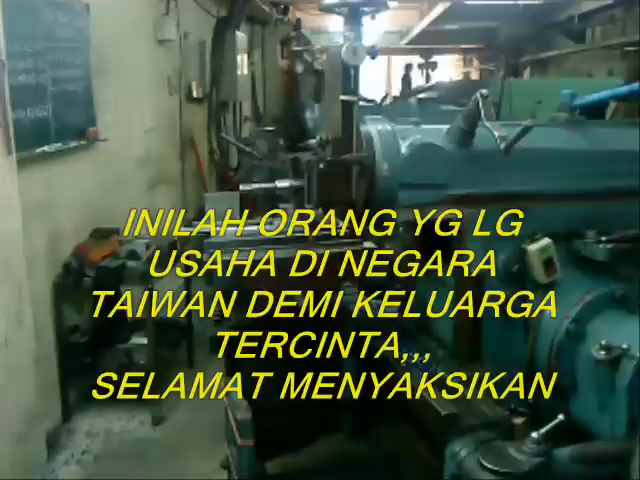 INILAH ORANG YG LG
USAHA DI NEGARA
TAIWAN DEMI KELUARGA
TERCINTA,,,
SELAMAT MENYAKSIKAN